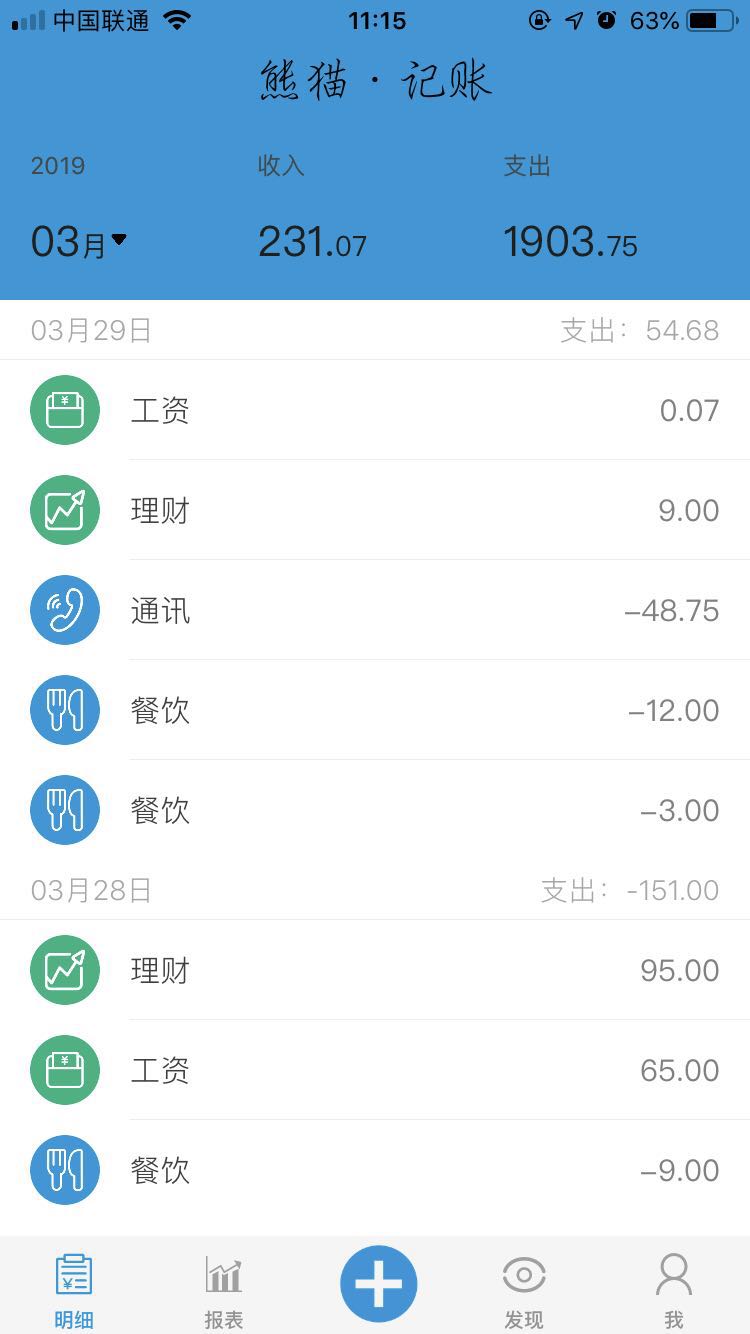 中国联通 11:15 63%
熊猫·记账
2019 收入 支出
03月 231.07 1903.75
03月29日 支出：54.68
工资 0.07
理财 9.00
通讯 –48.75
餐饮 –12.00
餐饮 –3.00
03月28日 支出：-151.00
理财 95.00
工资 65.00
餐饮 –9.00
明细 报表 发现 我